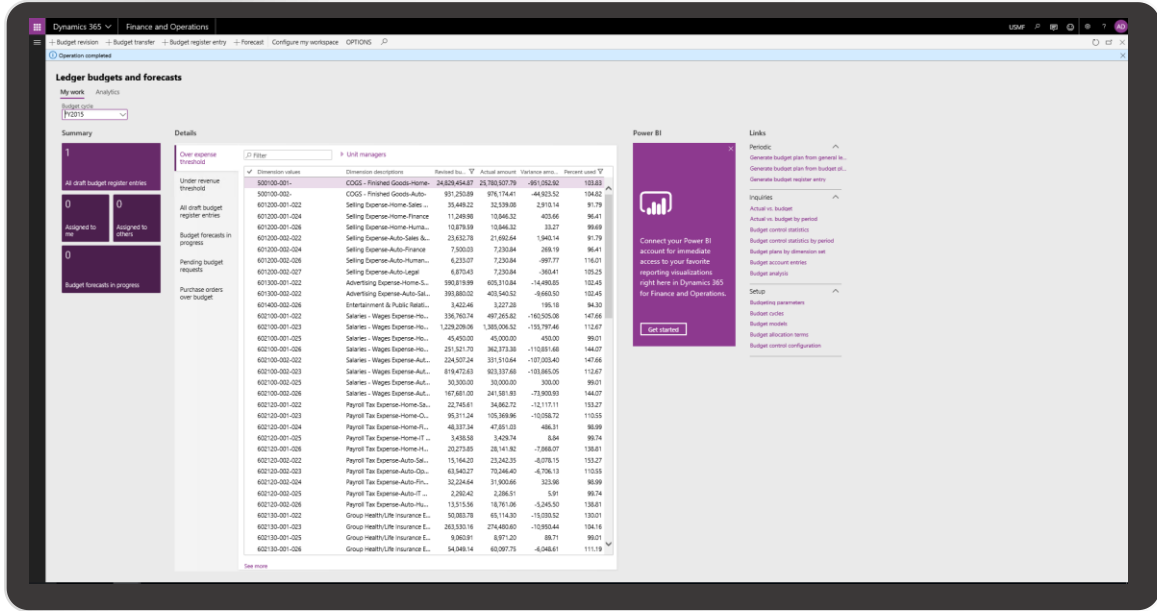 Dynamics 365 Finance and Operations USMF ? AD
+ Budget revision + Budget transfer + Budget register entry + Forecast Configure my workspace OPTIONS
Operation completed
Ledger budgets and forecasts
My work Analytics
Budget cycle
FY2015
Summary
1
All draft budget register entries
0
Assigned to
me
0
Assigned to
others
0
Budget forecasts in progress
Details
Over expense
threshold
Under revenue
threshold
All draft budget
register entries
Budget forecasts in
progress
Pending budget
requests
Purchase orders
over budget
Filter Unit managers
Dimension values Dimension descriptions Revised bu... Actual amount Variance amo... Percent used
500100-001- COGS - Finished Goods-Home- 24,829,454.87 25,780,507.79 -951,052.92 103.83
500100-002- COGS - Finished Goods-Auto- 931,250.89 976,174.41 -44,923.52 104.82
601200-001-022 Selling Expense-Home-Sales ... 35,449.22 32,539.08 2,910.14 91.79
601200-001-024 Selling Expense-Home-Finance 11,249.98 10,846.32 403.66 96.41
601200-001-026 Selling Expense-Home-Huma... 10,879.59 10,846.32 33.27 99.69
601200-002-022 Selling Expense-Auto-Sales &... 23,632.78 21,692.64 1,940.14 91.79
601200-002-024 Selling Expense-Auto-Finance 7,500.03 7,230.84 269.19 96.41
601200-002-026 Selling Expense-Auto-Human... 6,233.07 7,230.84 -997.77 116.01
601200-002-027 Selling Expense-Auto-Legal 6,870.43 7,230.84 -360.41 105.25
601300-001-022 Advertising Expense-Home-S... 590,819.99 605,310.84 -14,490.85 102.45
601300-002-022 Advertising Expense-Auto-Sal... 393,880.02 403,540.52 -9,660.50 102.45
601400-002-026 Entertainment & Public Relati... 3,422.46 3,227.28 195.18 94.30
602100-001-022 Salaries - Wages Expense-Ho... 336,760.74 497,265.82 -160,505.08 147.66
602100-001-023 Salaries - Wages Expense-Ho... 1,229,209.06 1,385,006.52 -155,797.46 112.67
602100-001-025 Salaries - Wages Expense-Ho... 45,450.00 45,000.00 450.00 99.01
602100-001-026 Salaries - Wages Expense-Ho... 251,521.70 362,373.38 -110,851.68 144.07
602100-002-022 Salaries - Wages Expense-Aut... 224,507.24 331,510.64 -107,003.40 147.66
602100-002-023 Salaries - Wages Expense-Aut... 819,472.63 923,337.68 -103,865.05 112.67
602100-002-025 Salaries - Wages Expense-Aut... 30,300.00 30,000.00 300.00 99.01
602100-002-026 Salaries - Wages Expense-Aut... 167,681.00 241,581.93 -73,900.93 144.07
602120-001-022 Payroll Tax Expense-Home-Sa... 22,745.61 34,862.72 -12,117.11 153.27
602120-001-023 Payroll Tax Expense-Home-O... 95,311.24 105,369.96 -10,058.72 110.55
602120-001-024 Payroll Tax Expense-Home-Fi... 48,337.34 47,851.03 486.31 98.99
602120-001-025 Payroll Tax Expense-Home-IT ... 3,438.58 3,429.74 8.84 99.74
602120-001-026 Payroll Tax Expense-Home-H... 20,273.85 28,141.92 -7,868.07 138.81
602120-002-022 Payroll Tax Expense-Auto-Sal... 15,164.20 23,242.35 -8,078.15 153.27
602120-002-023 Payroll Tax Expense-Auto-Op... 63,540.27 70,246.40 -6,706.13 110.55
602120-002-024 Payroll Tax Expense-Auto-Fin... 32,224.64 31,900.66 323.98 98.99
602120-002-025 Payroll Tax Expense-Auto-IT ... 2,292.42 2,286.51 5.91 99.74
602120-002-026 Payroll Tax Expense-Auto-Hu... 13,515.56 18,761.06 -5,245.50 138.81
602130-001-022 Group Health/Life Insurance E... 50,083.78 65,114.30 -15,030.52 130.01
602130-001-023 Group Health/Life Insurance E... 263,530.16 274,480.60 -10,950.44 104.16
602130-001-025 Group Health/Life Insurance E... 9,060.91 8,971.20 89.71 99.01
602130-001-026 Group Health/Life Insurance E... 54,049.14 60,097.75 -6,048.61 111.19
See more
Power BI
Connect your Power BI
account for immediate
access to your favorite
reporting visualizations
right here in Dynamics 365
for Finance and Operations.
Get started
Links
Periodic
Generate budget plan from general le...
Generate budget plan from budget pl...
Generate budget register entry
Inquiries
Actual vs. budget
Actual vs. budget by period
Budget control statistics
Budget control statistics by period
Budget plans by dimension set
Budget account entries
Budget analysis
Setup
Budgeting parameters
Budget cycles
Budget models
Budget allocation terms
Budget control configuration